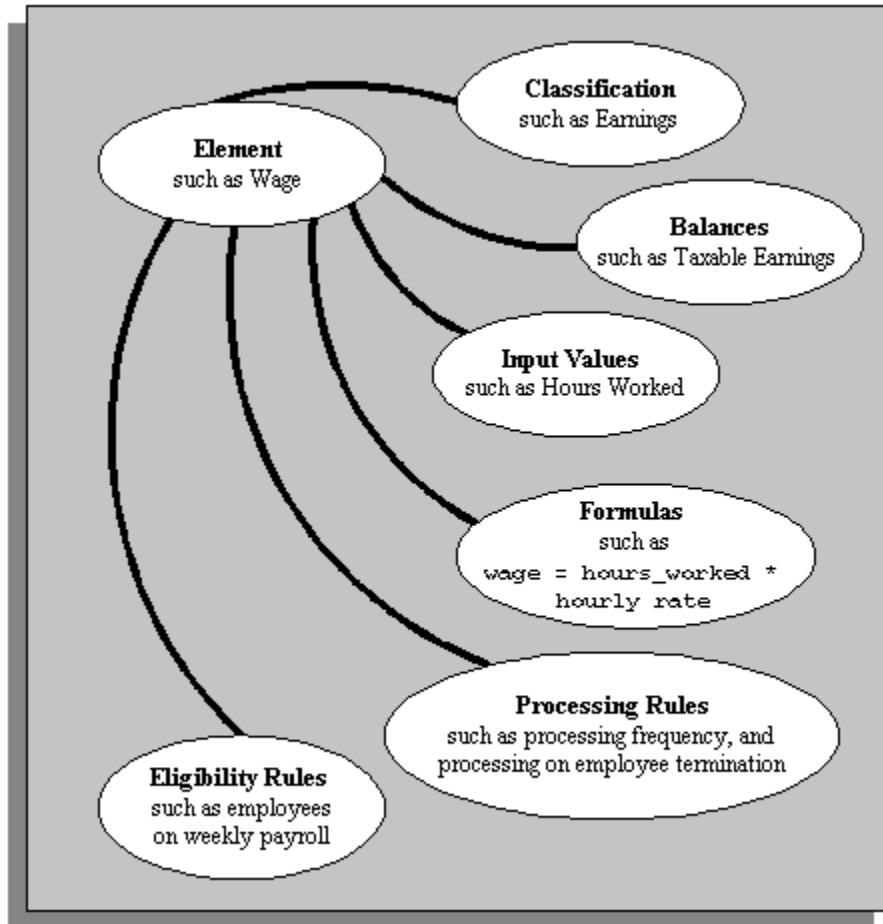 Classification
such as Earnings
Element
such as Wage
Balances
such as Taxable Earnings
Input Values
such as Hours Worked
Formulas
such as
wage = hours_worked *
hourly rate
Processing Rules
such as processing frequency, and
processing on employee termination
Eligibility Rules
such as employees
on weekly payroll